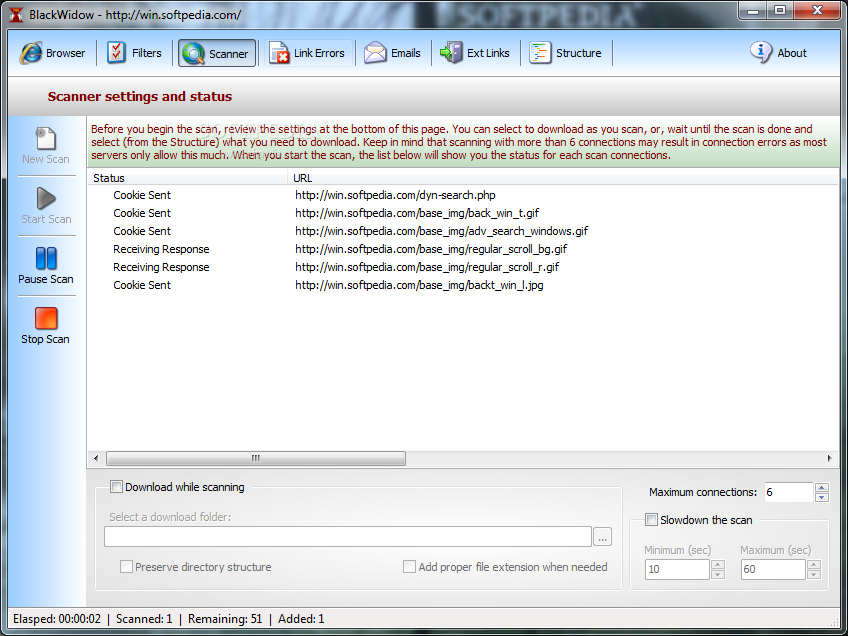 BlackWidow - http://win.softpedia.com/
SOFTPEDIA
Browser
Filters
Scanner
Link Errors
Emails
Ext Links
Structure
About
Scanner settings and status
New Scan
Start Scan
Pause Scan
Stop Scan
Before you begin the scan, review the settings at the bottom of this page. You can select to download as you scan, or, wait until the scan is done and
select (from the Structure) what you need to download. Keep in mind that scanning with more than 6 connections may result in connection errors as most
servers only allow this much. When you start the scan, the list below will show you the status for each scan connections.
Status URL
Cookie Sent http://win.softpedia.com/dyn-search.php
Cookie Sent http://win.softpedia.com/base_img/back_win_t.gif
Cookie Sent http://win.softpedia.com/base_img/adv_search_windows.gif
Receiving Response http://win.softpedia.com/base_img/regular_scroll_bg.gif
Receiving Response http://win.softpedia.com/base_img/regular_scroll_r.gif
Cookie Sent http://win.softpedia.com/base_img/backt_win_l.jpg
Download while scanning
Select a download folder:
...
Preserve directory structure
Add proper file extension when needed
Maximum connections: 6
Slowdown the scan
Minimum (sec) Maximum (sec)
10 60
Elasped: 00:00:02 | Scanned: 1 | Remaining: 51 | Added: 1